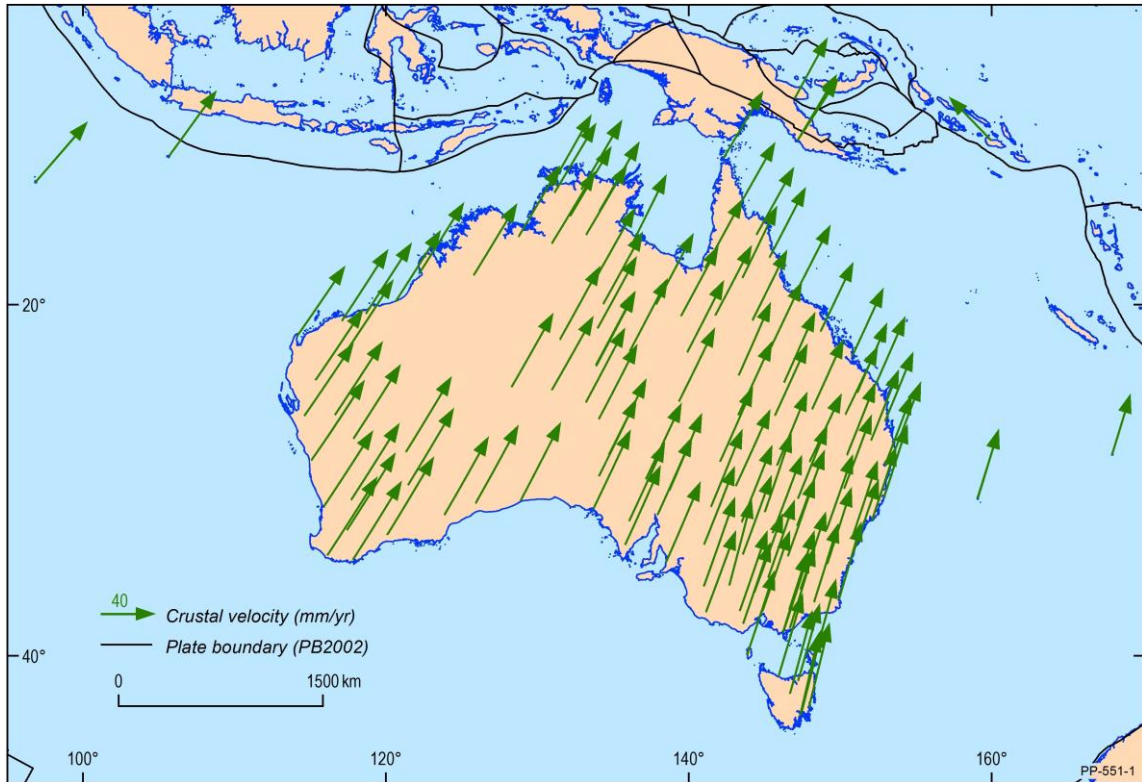 20°
40
Crustal velocity (mm/yr)
Plate boundary (PB2002)
40°
0 1500 km
100° 120° 140° 160°
PP-551-1